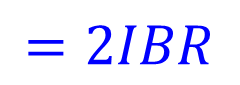 = 2IBR